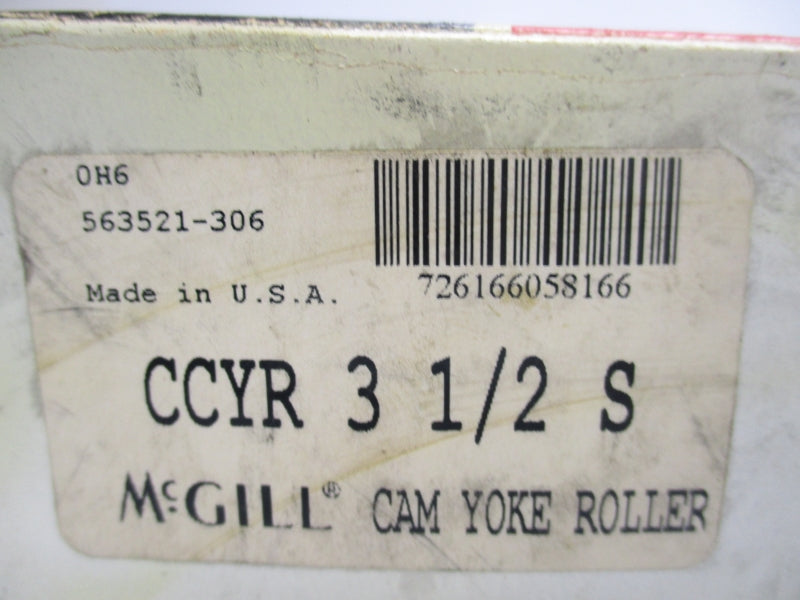 0H6
563521-306
726166058166
Made in U.S.A.
CCYR 3 1/2 S
McGILL® CAM YOKE ROLLER